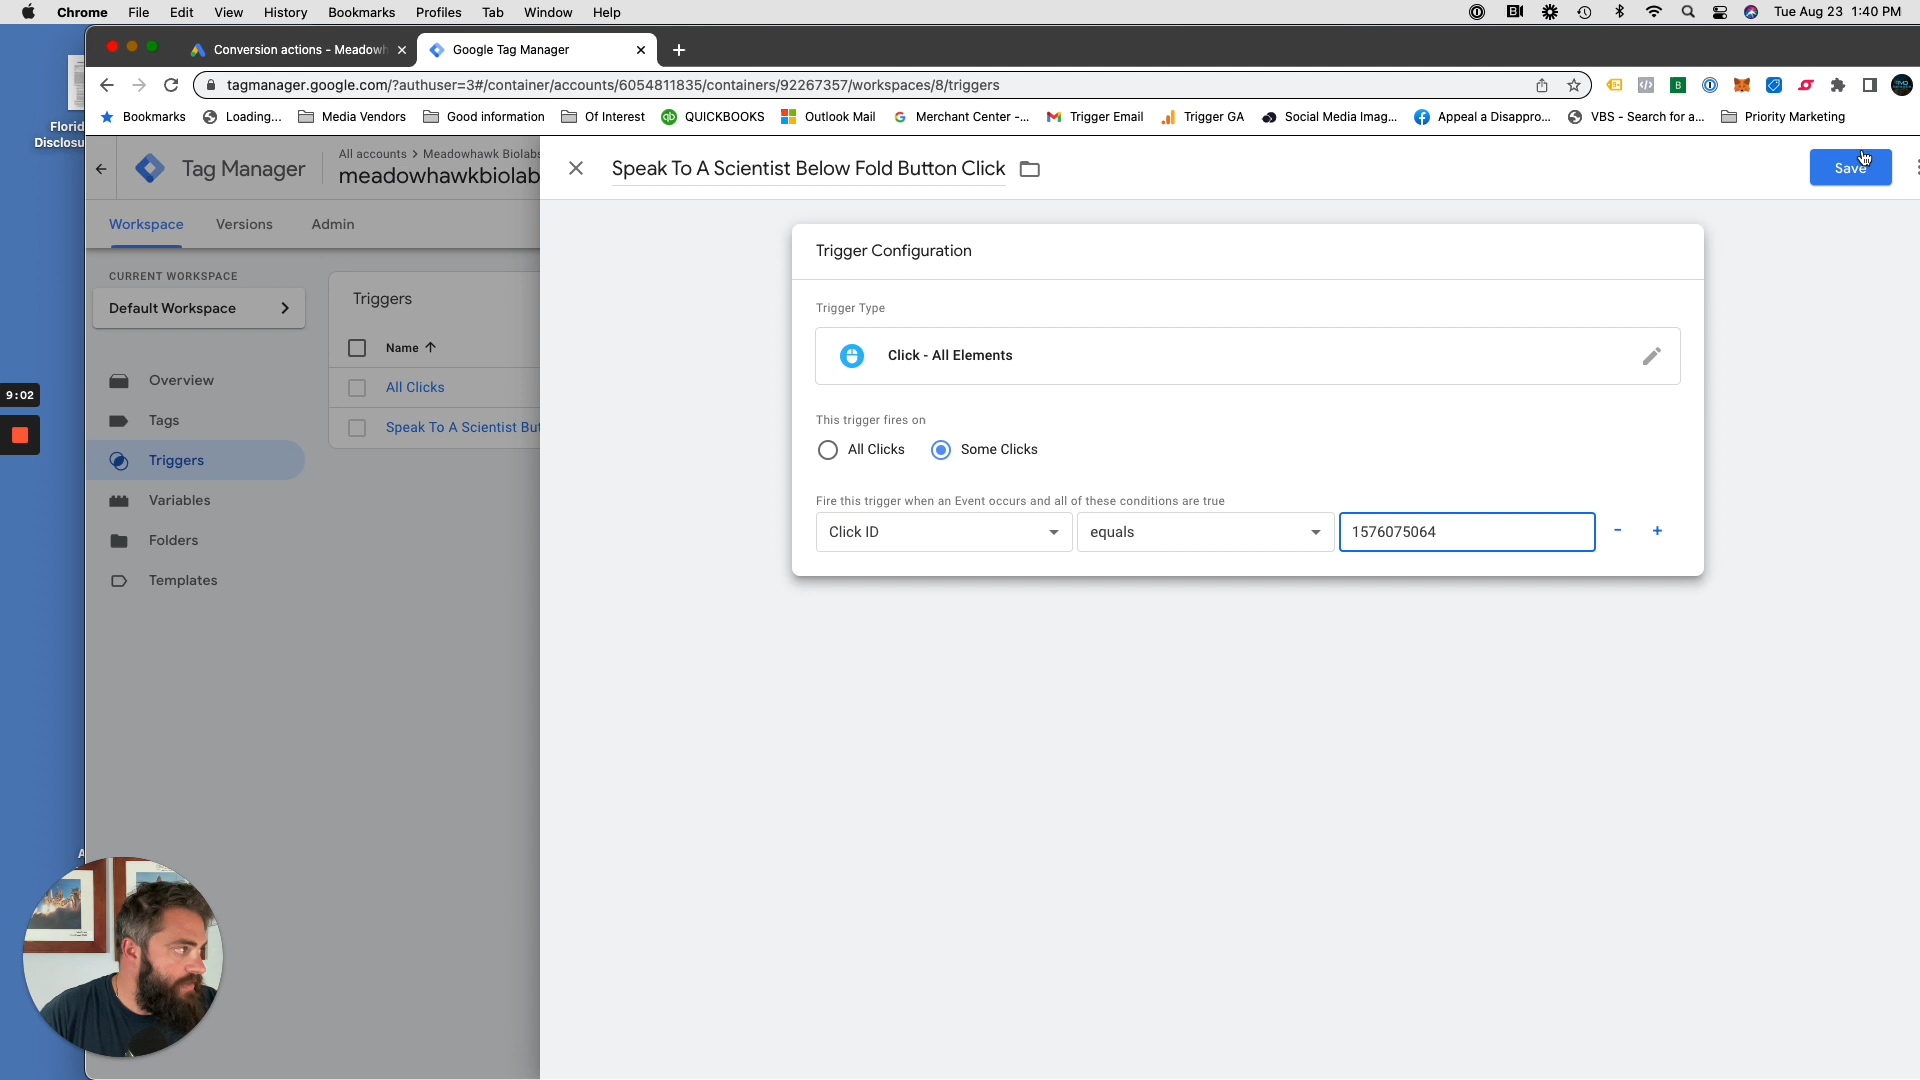 Chrome File Edit View History Bookmarks Profiles Tab Window Help Tue Aug 23 1:40 PM
Conversion actions - Meadowh
Google Tag Manager
tagmanager.google.com/?authuser=3#/container/accounts/6054811835/containers/92267357/workspaces/8/triggers
Bookmarks Loading... Media Vendors Good information Of Interest QUICKBOOKS Outlook Mail Merchant Center -... Trigger Email Trigger GA Social Media Imag... Appeal a Disappro... VBS - Search for a... Priority Marketing
Florid
Disclosu
Tag Manager
All accounts > Meadowhawk Biolabs
meadowhawkbiolab
Speak To A Scientist Below Fold Button Click
Save
Workspace Versions Admin
CURRENT WORKSPACE
Default Workspace
Overview
Tags
Triggers
Variables
Folders
Templates
Triggers
Name
All Clicks
Speak To A Scientist But
9:02
Trigger Configuration
Trigger Type
Click - All Elements
This trigger fires on
All Clicks Some Clicks
Fire this trigger when an Event occurs and all of these conditions are true
Click ID equals 1576075064 - +
A